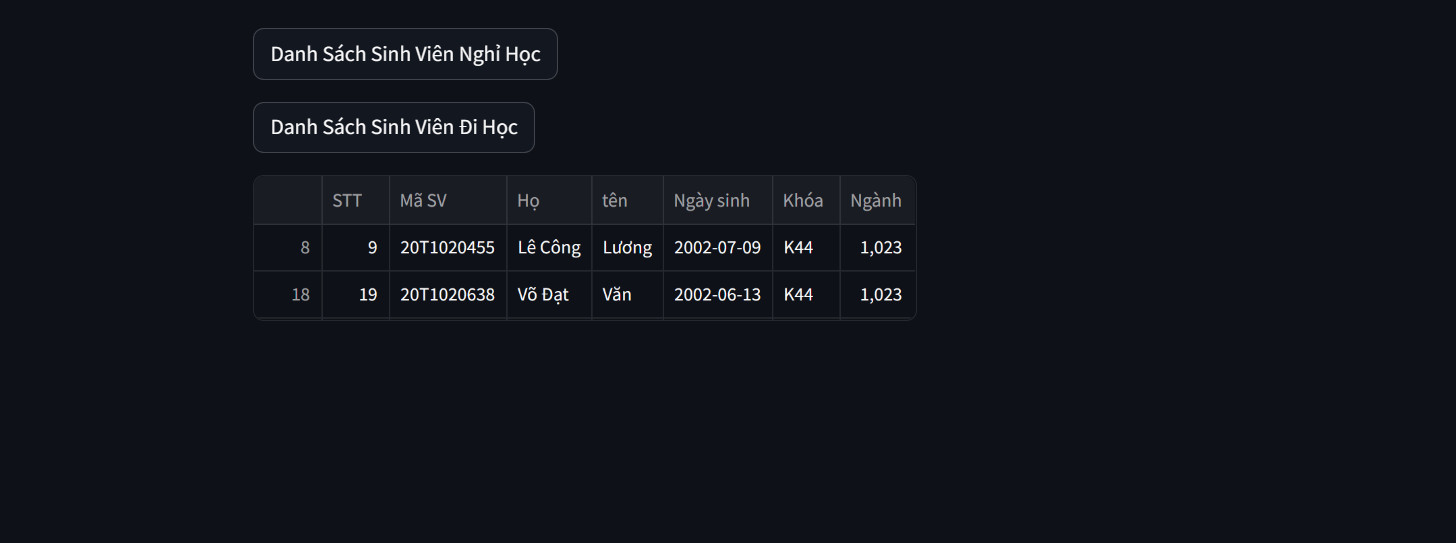 Danh Sách Sinh Viên Nghỉ Học
Danh Sách Sinh Viên Đi Học
STT Mã SV Họ tên Ngày sinh Khóa Ngành
8 9 20T1020455 Lê Công Lương 2002-07-09 K44 1,023
18 19 20T1020638 Võ Đạt Văn 2002-06-13 K44 1,023